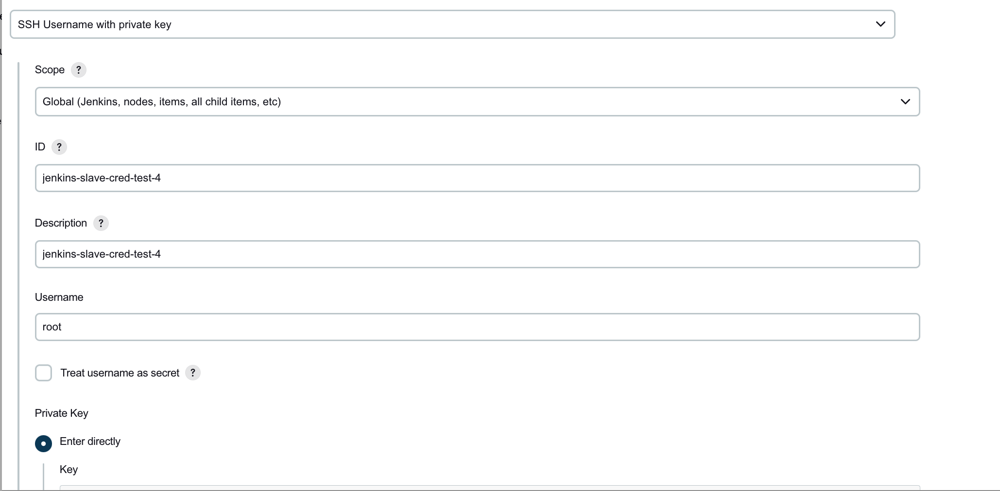 SSH Username with private key
Scope ?
Global (Jenkins, nodes, items, all child items, etc)
ID ?
jenkins-slave-cred-test-4
Description ?
jenkins-slave-cred-test-4
Username
root
Treat username as secret ?
Private Key
Enter directly
Key